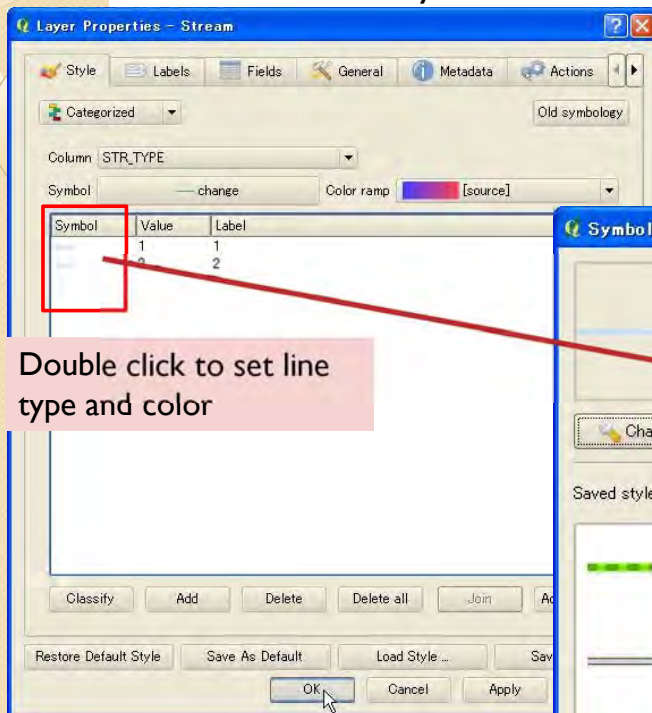 Layer Properties - Stream
Style Labels Fields General Metadata Actions
Categorized Old symbology
Column STR_TYPE
Symbol change Color ramp [source]
Symbol Value Label
1 1
2 2
Double click to set line
type and color
Classify Add Delete Delete all Join
Restore Default Style Save As Default Load Style ... Sav
OK Cancel Apply
Symbol
Cha
Saved style